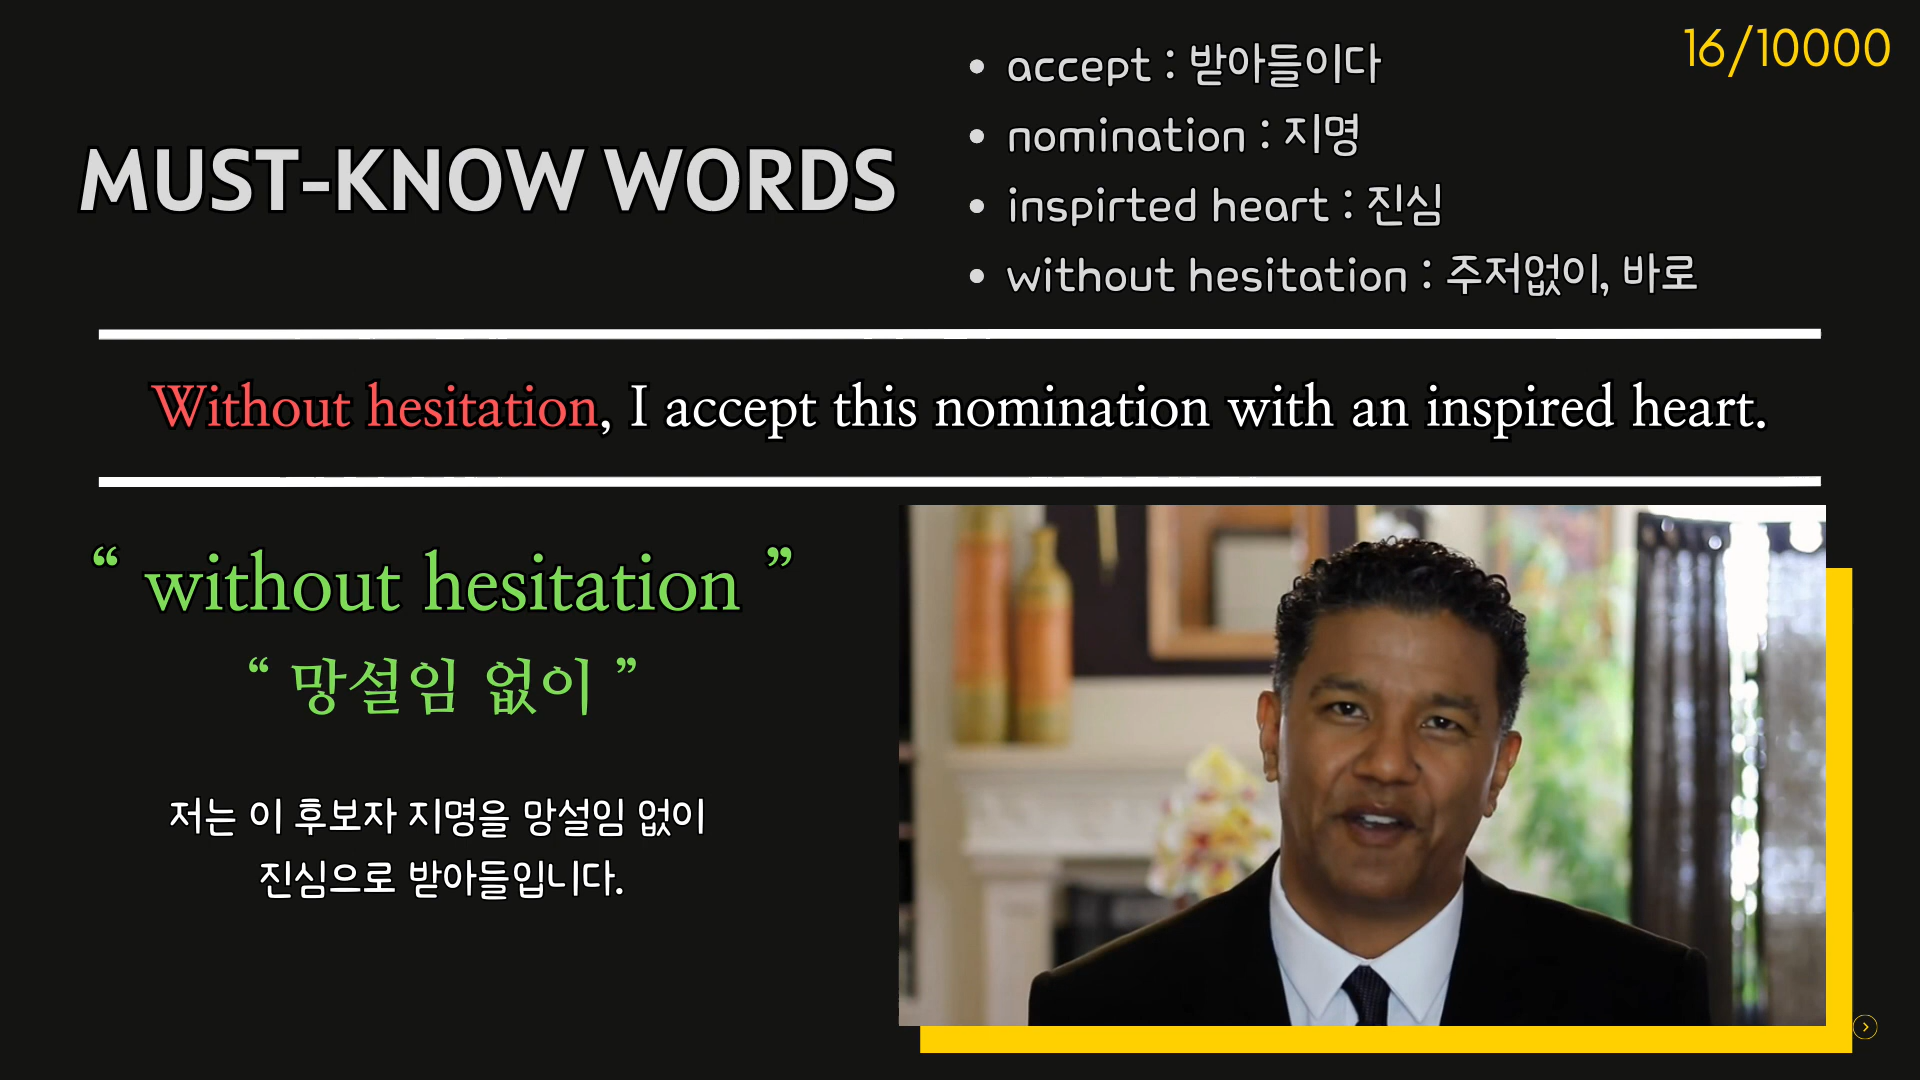 16/10000
MUST-KNOW WORDS
• accept : 받아들이다
• nomination : 지명
• inspirted heart : 진심
• without hesitation : 주저없이, 바로
Without hesitation, I accept this nomination with an inspired heart.
“ without hesitation ”
“ 망설임 없이 ”
저는 이 후보자 지명을 망설임 없이
진심으로 받아들입니다.